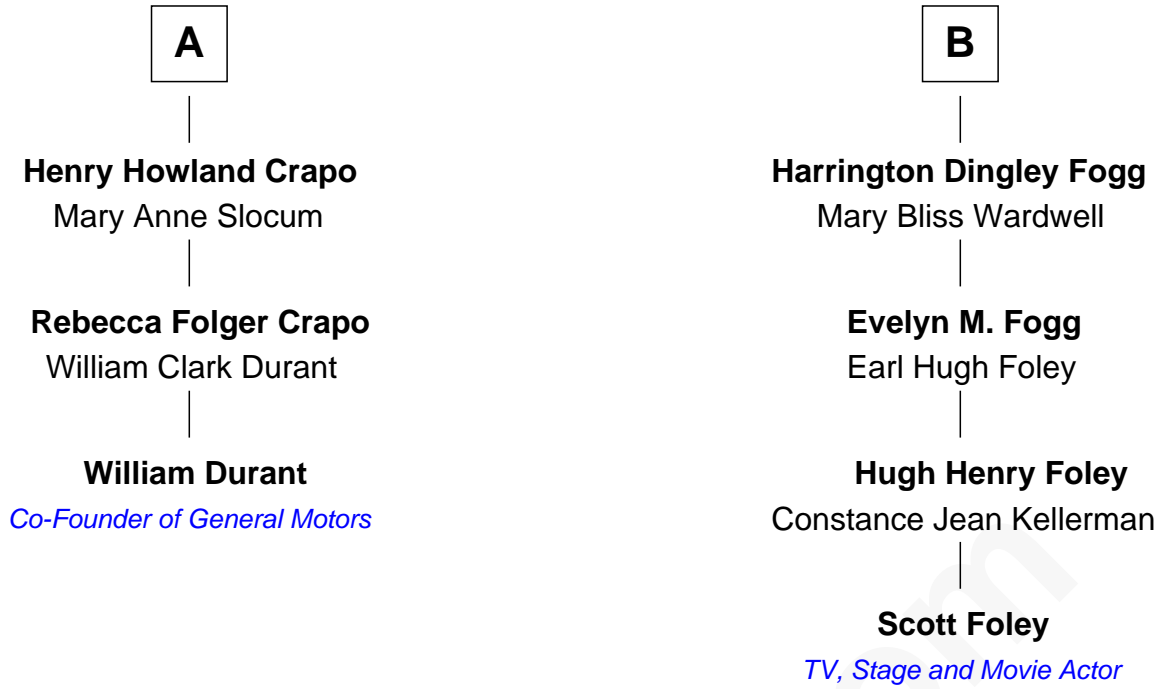 A
Henry Howland Crapo
Mary Anne Slocum
Rebecca Folger Crapo
William Clark Durant
William Durant
Co-Founder of General Motors
B
Harrington Dingley Fogg
Mary Bliss Wardwell
Evelyn M. Fogg
Earl Hugh Foley
Hugh Henry Foley
Constance Jean Kellerman
Scott Foley
TV, Stage and Movie Actor